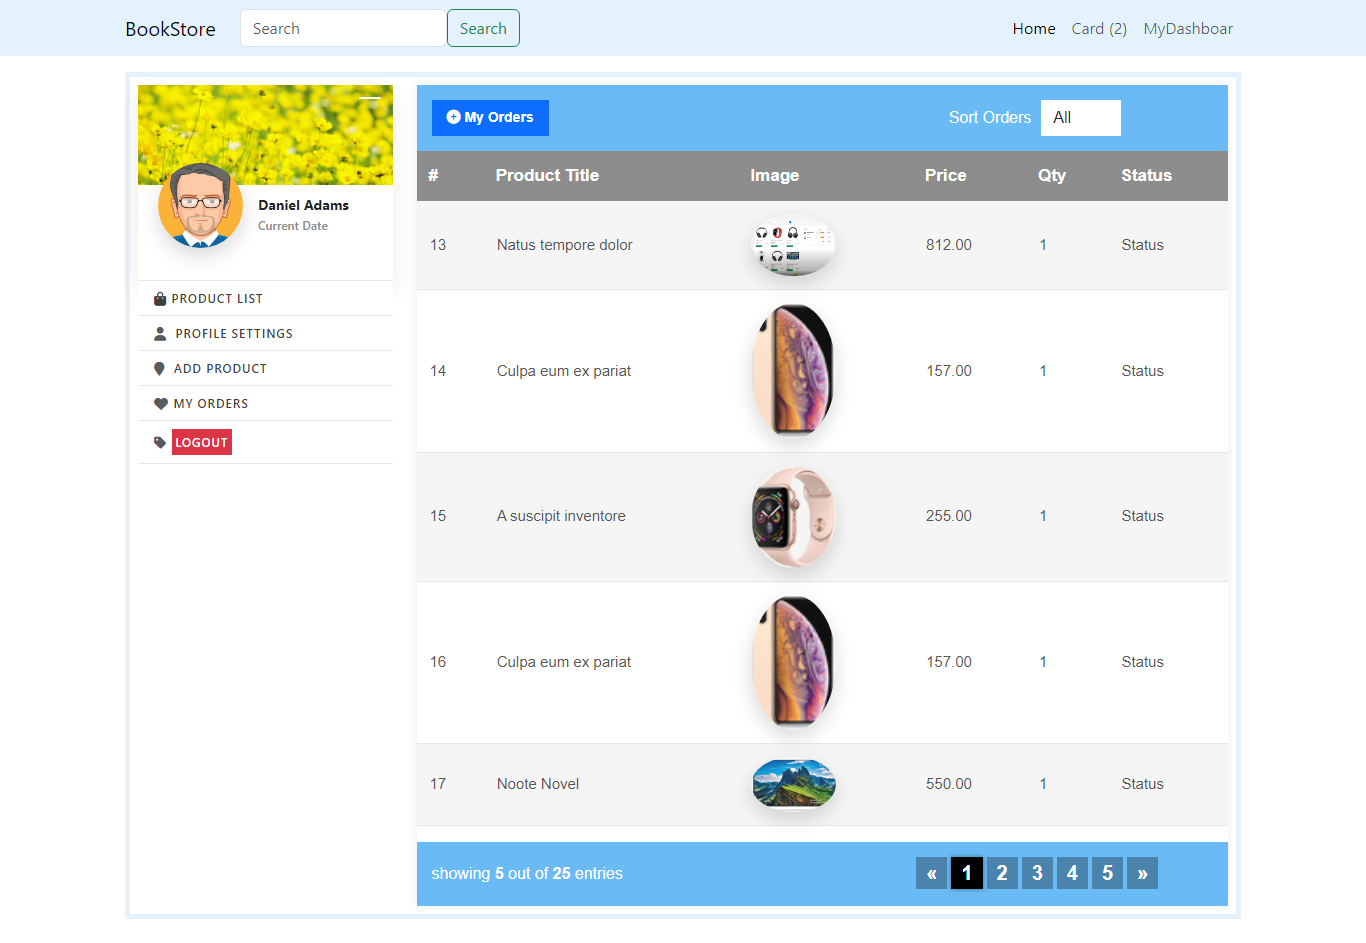 BookStore Search Search Home Card (2) MyDashboar
My Orders Sort Orders All
# Product Title Image Price Qty Status
Daniel Adams
Current Date
13 Natus tempore dolor 812.00 1 Status
PRODUCT LIST
PROFILE SETTINGS
ADD PRODUCT
MY ORDERS
LOGOUT
14 Culpa eum ex pariat 157.00 1 Status
15 A suscipit inventore 255.00 1 Status
16 Culpa eum ex pariat 157.00 1 Status
17 Noote Novel 550.00 1 Status
showing 5 out of 25 entries « 1 2 3 4 5 »